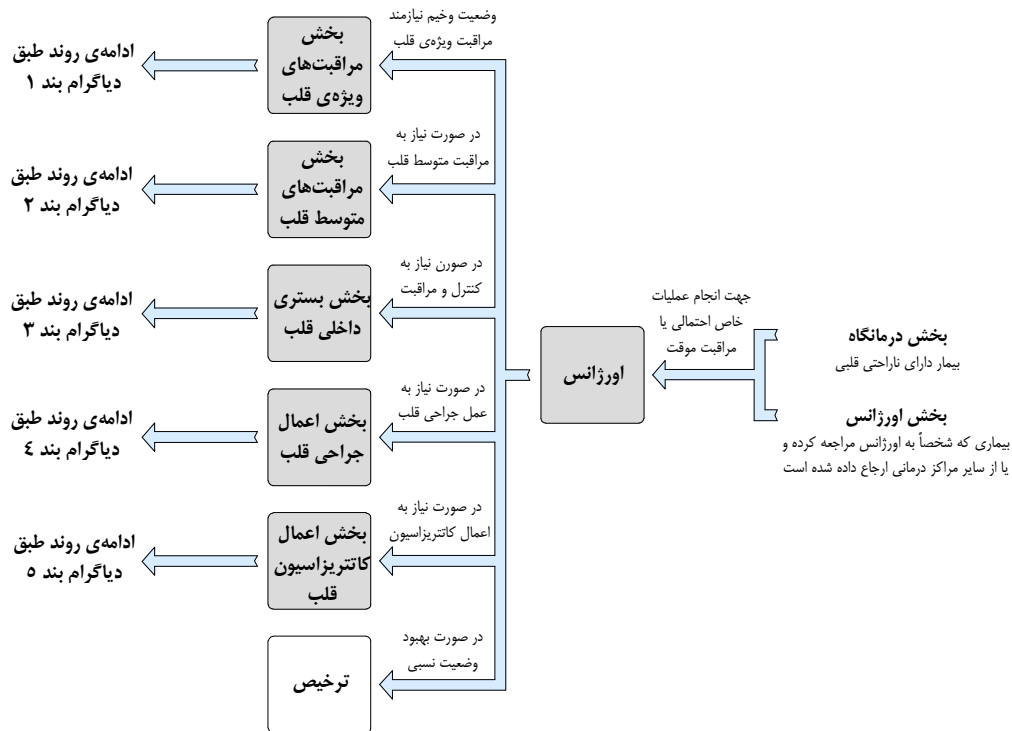 بخش درمانگاه
بیمار دارای ناراحتی قلبی
بخش اورژانس
بیماری که شخصاً به اورژانس مراجعه کرده و
یا از سایر مراکز درمانی ارجاع داده شده است
جهت انجام عملیات
خاص احتمالی یا
مراقبت موقت
اورژانس
وضعیت وخیم نیازمند
مراقبت ویژه‌ی قلب
بخش
مراقبت‌های
ویژه‌ی قلب
ادامه‌ی روند طبق
دیاگرام بند ۱
در صورت نیاز به
مراقبت متوسط قلب
بخش
مراقبت‌های
متوسط قلب
ادامه‌ی روند طبق
دیاگرام بند ۲
در صورن نیاز به
کنترل و مراقبت
بخش بستری
داخلی قلب
ادامه‌ی روند طبق
دیاگرام بند ۳
در صورت نیاز به
عمل جراحی قلب
بخش اعمال
جراحی قلب
ادامه‌ی روند طبق
دیاگرام بند ٤
در صورت نیاز به
اعمال کاتتریزاسیون
بخش اعمال
کاتتریزاسیون
قلب
ادامه‌ی روند طبق
دیاگرام بند ٥
در صورت بهبود
وضعیت نسبی
ترخیص